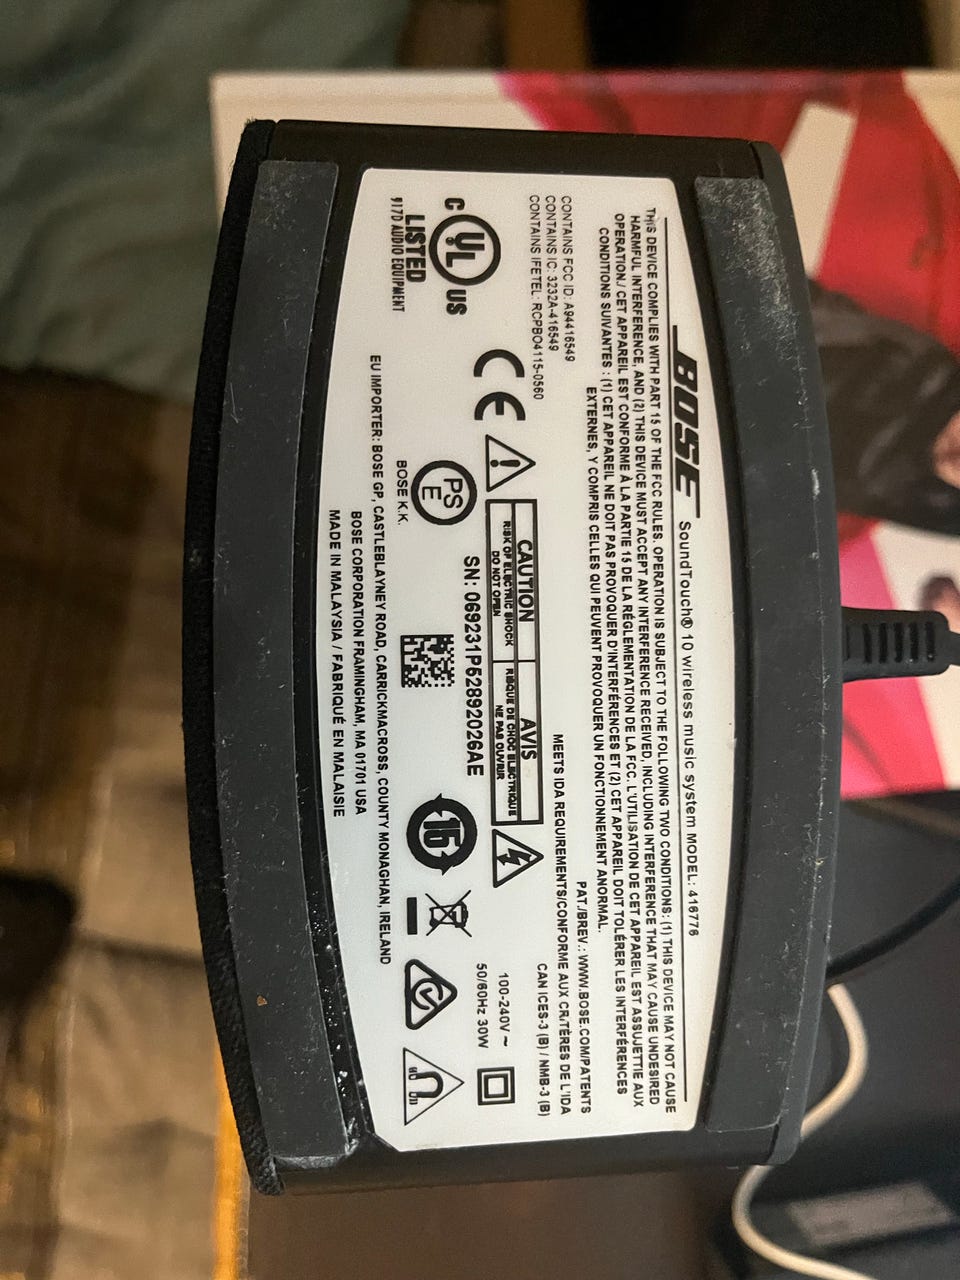 BOSE SoundTouch® 10 wireless music system MODEL: 416776
THIS DEVICE COMPLIES WITH PART 15 OF THE FCC RULES. OPERATION IS SUBJECT TO THE FOLLOWING TWO CONDITIONS: (1) THIS DEVICE MAY NOT CAUSE
HARMFUL INTERFERENCE, AND (2) THIS DEVICE MUST ACCEPT ANY INTERFERENCE RECEIVED, INCLUDING INTERFERENCE THAT MAY CAUSE UNDESIRED
OPERATION./ CET APPAREIL EST CONFORME À LA PARTIE 15 DE LA RÉGLEMENTATION DE LA FCC. L'UTILISATION DE CET APPAREIL EST ASSUJETTIE AUX
CONDITIONS SUIVANTES : (1) CET APPAREIL NE DOIT PAS PROVOQUER D'INTERFÉRENCES ET (2) CET APPAREIL DOIT TOLÉRER LES INTERFÉRENCES
EXTERNES, Y COMPRIS CELLES QUI PEUVENT PROVOQUER UN FONCTIONNEMENT ANORMAL.
CONTAINS FCC ID: A94416549
CONTAINS IC: 3232A-416549
CONTAINS IFETEL: RCPBO4115-0560
PAT./BREV.: WWW.BOSE.COM/PATENTS
MEETS IDA REQUIREMENTS/CONFORME AUX CRITÈRES DE L'IDA
CAN ICES-3 (B) / NMB-3 (B)
C UL US
LISTED
917D AUDIO EQUIPMENT
CE
CAUTION
RISK OF ELECTRIC SHOCK
DO NOT OPEN
AVIS
RISQUE DE CHOC ELECTRIQUE
NE PAS OUVRIR
100-240V ~
50/60Hz 30W
PS
E
BOSE K.K.
SN: 069231P62892026AE
15
EU IMPORTER: BOSE GP, CASTLEBLAYNEY ROAD, CARRICKMACROSS, COUNTY MONAGHAN, IRELAND
BOSE CORPORATION FRAMINGHAM, MA 01701 USA
MADE IN MALAYSIA / FABRIQUÉ EN MALAISIE